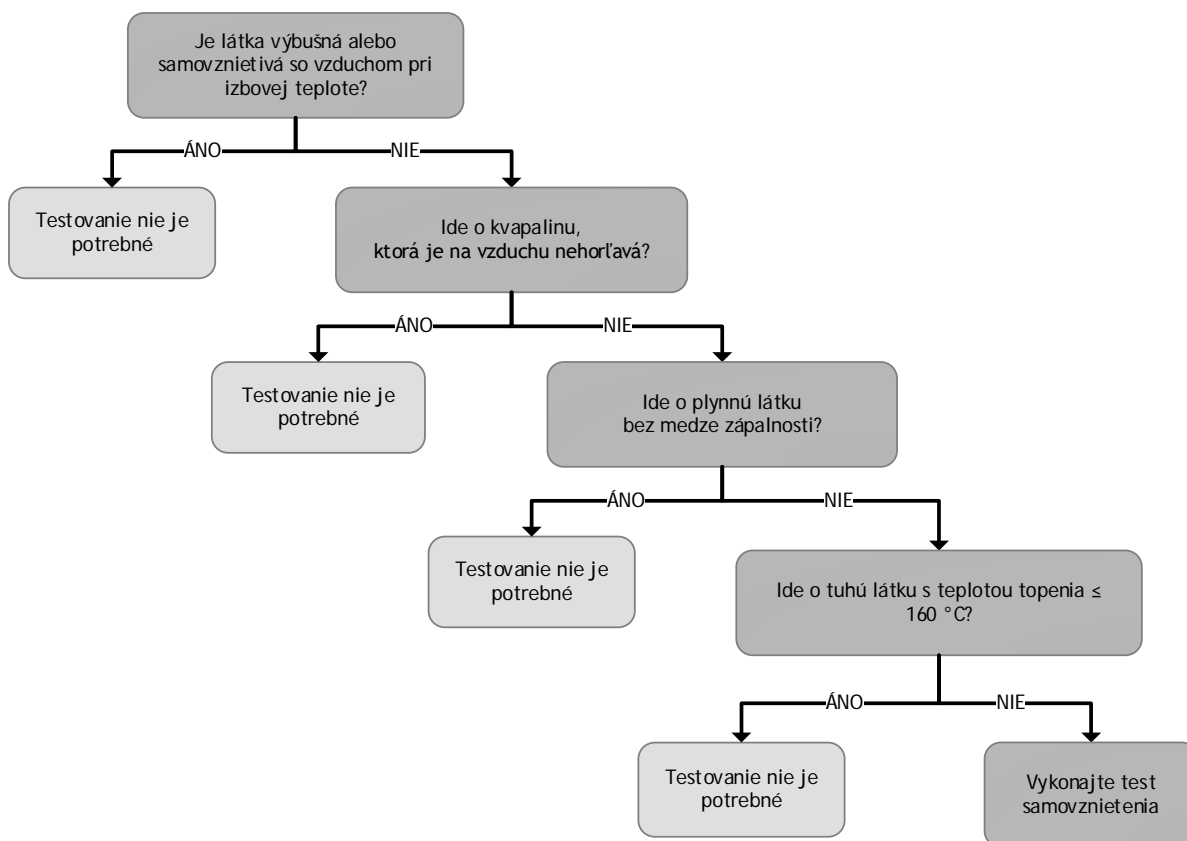 Je látka výbušná alebo
samovznietivá so vzduchom pri
izbovej teplote?
ÁNO
NIE
Testovanie nie je
potrebné
Ide o kvapalinu,
ktorá je na vzduchu nehorľavá?
ÁNO
NIE
Testovanie nie je
potrebné
Ide o plynnú látku
bez medze zápalnosti?
ÁNO
NIE
Testovanie nie je
potrebné
Ide o tuhú látku s teplotou topenia ≤
160 °C?
ÁNO
NIE
Testovanie nie je
potrebné
Vykonajte test
samovznietenia